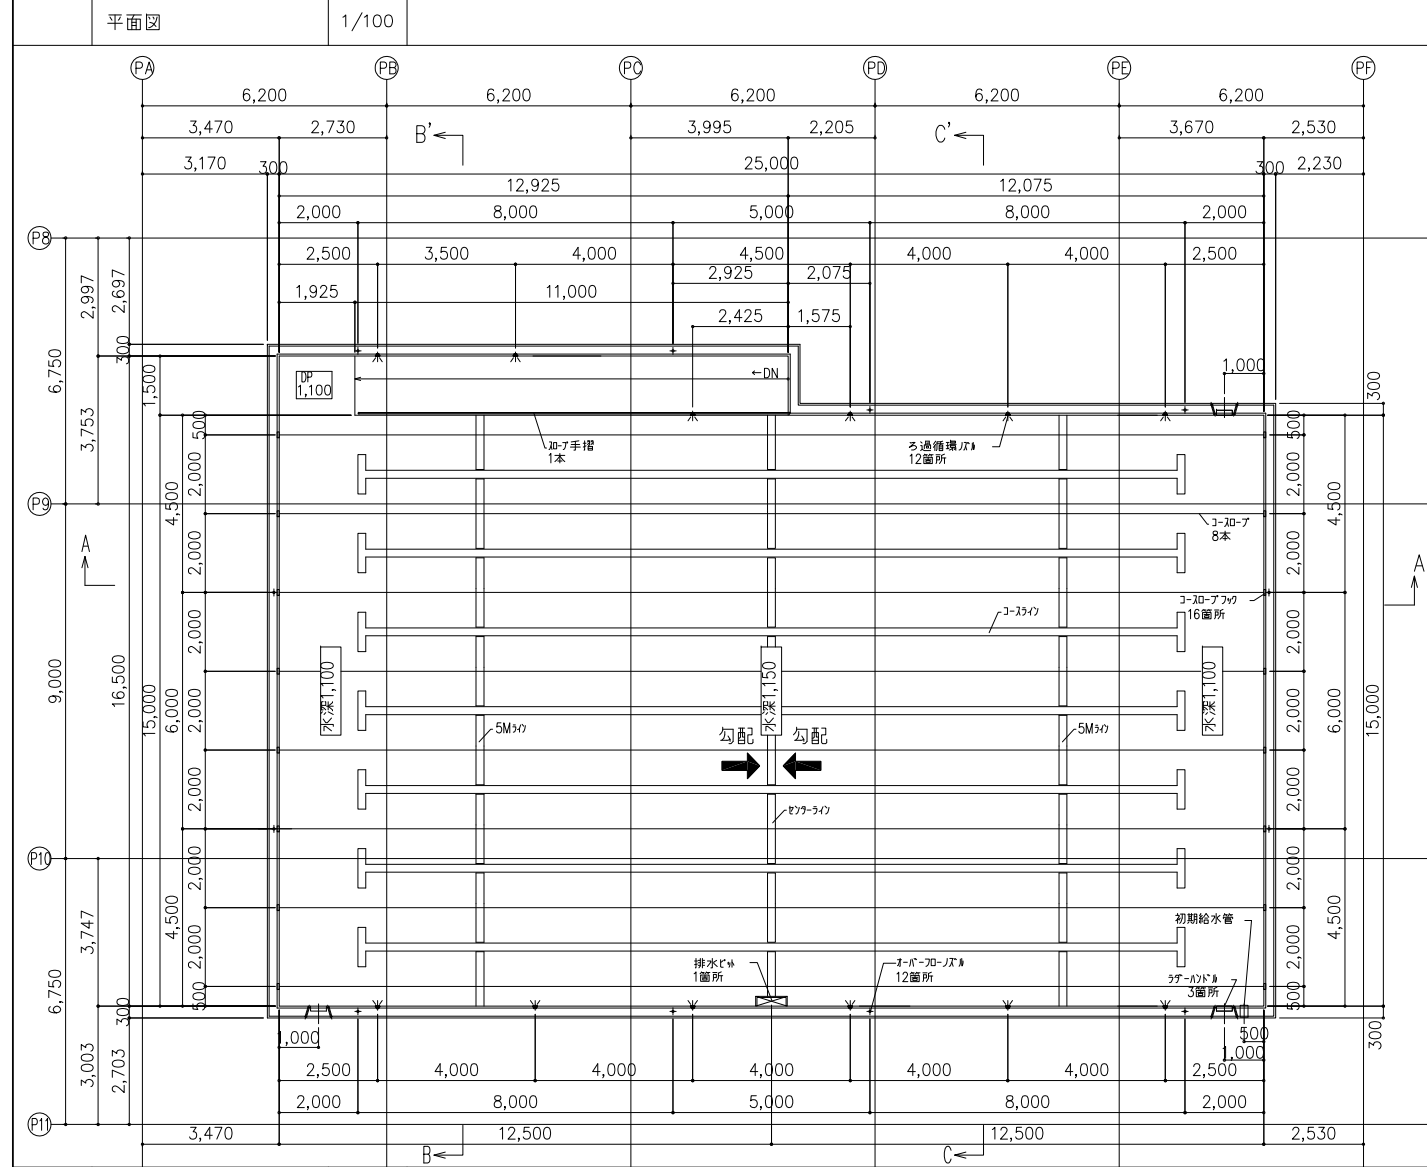 平面図
1/100
PA
PB
PC
PD
PE
PF
6,200
6,200
6,200
6,200
6,200
3,470
2,730
B'
3,995
2,205
C'
3,670
2,530
3,170
300
25,000
300
2,230
12,925
12,075
2,000
8,000
5,000
8,000
2,000
P8
2,500
3,500
4,000
4,500
4,000
4,000
2,500
2,925
2,075
1,925
11,000
2,425
1,575
2,997
2,697
300
6,750
3,753
1,500
DP
1,100
←DN
1,000
300
500
500
スロープ手摺
1本
ろ過循環ノズル
12箇所
2,000
4,500
2,000
4,500
P9
コースロープ
8本
A
A
2,000
2,000
コースロープフック
16箇所
コースライン
2,000
2,000
9,000
16,500
15,000
6,000
2,000
水深1,100
水深1,150
水深1,100
2,000
6,000
15,000
5Mライン
5Mライン
勾配
勾配
2,000
2,000
センターライン
P10
2,000
2,000
3,747
4,500
2,000
初期給水管
2,000
4,500
排水ピット
1箇所
オーバーフローノズル
12箇所
ラダーハンドル
3箇所
6,750
300
500
500
300
1,000
500
1,000
3,003
2,703
2,500
4,000
4,000
4,000
4,000
4,000
2,500
2,000
8,000
5,000
8,000
2,000
P11
3,470
12,500
12,500
2,530
B
C